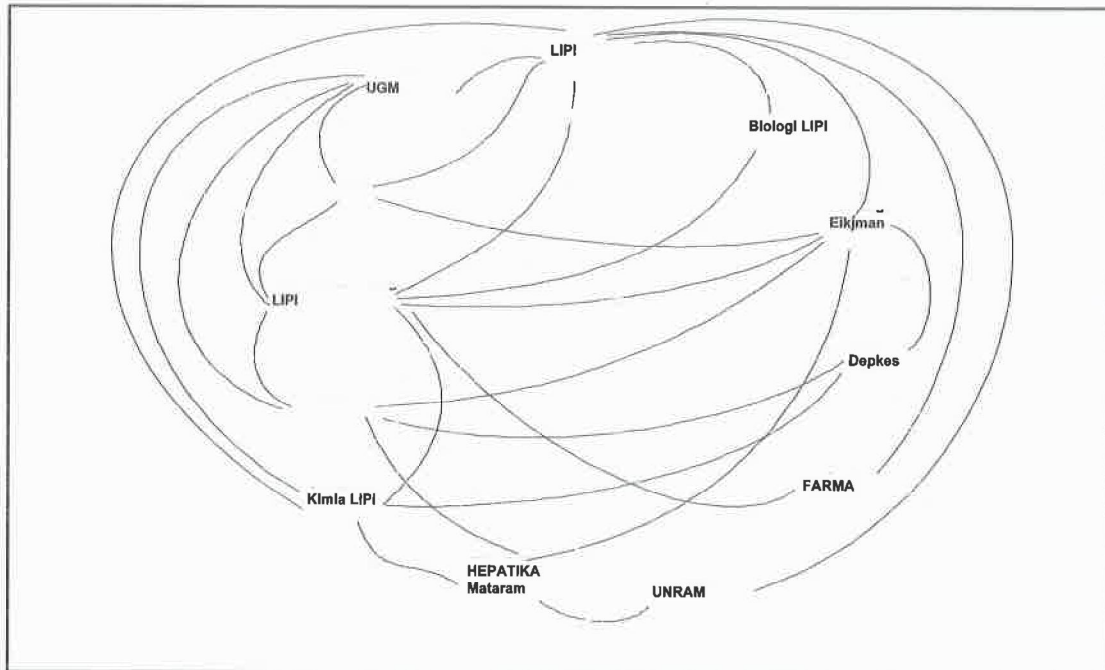 LIPI
UGM
Biologi LIPI
Eikjman
LIPI
Depkes
Kimia LIPI
FARMA
HEPATIKA
Mataram
UNRAM